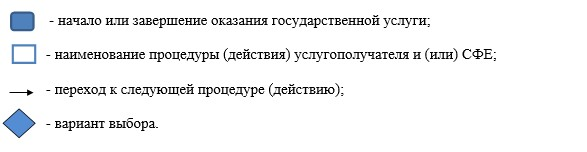 - начало или завершение оказания государственной услуги;
- наименование процедуры (действия) услугополучателя и (или) СФЕ;
- переход к следующей процедуре (действию);
- вариант выбора.